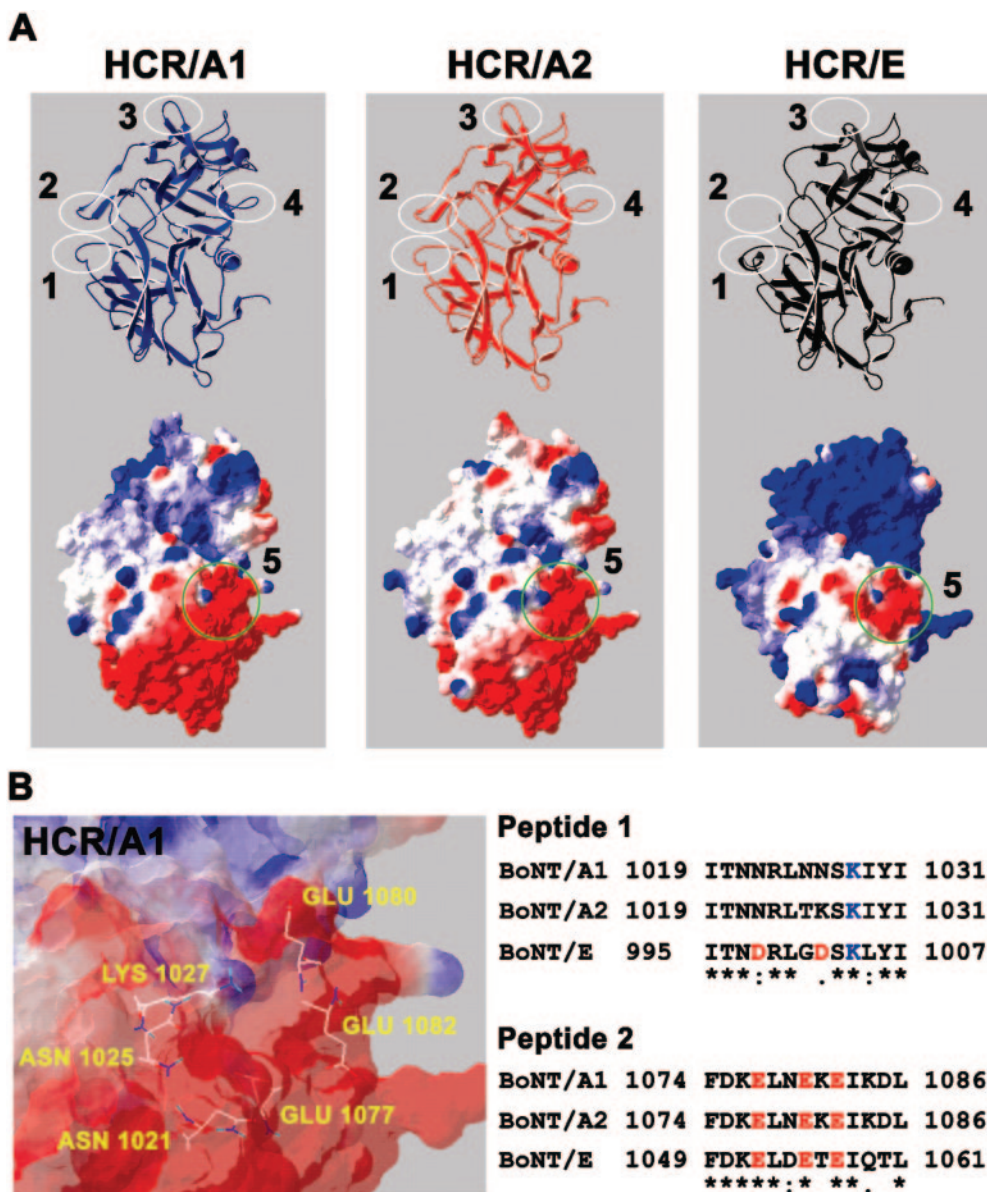 A
HCR/A1 HCR/A2 HCR/E
3 3 3
2 4 2 4 2 4
1 1 1
5 5 5
B
HCR/A1
GLU 1080
LYS 1027
GLU 1082
ASN 1025
GLU 1077
ASN 1021
Peptide 1
BoNT/A1 1019 ITNNRLNNSKIYI 1031
BoNT/A2 1019 ITNNRLTKSKIYI 1031
BoNT/E 995 ITNDRLGDSKLYI 1007
***:** .**:**
Peptide 2
BoNT/A1 1074 FDKELNEKEIKDL 1086
BoNT/A2 1074 FDKELNEKEIKDL 1086
BoNT/E 1049 FDKELDETEIQTL 1061
*****:* **. *